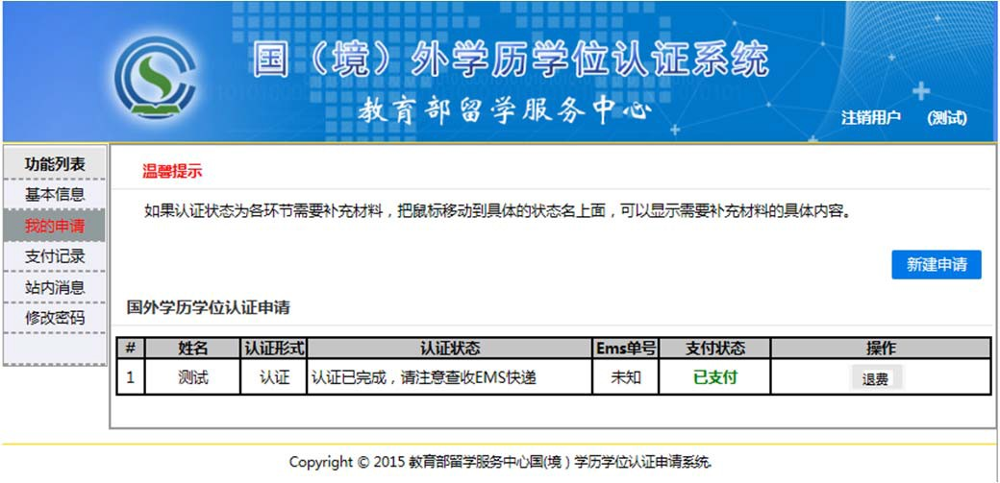 国（境）外学历学位认证系统
教育部留学服务中心
注销用户 (测试)
功能列表
基本信息
我的申请
支付记录
站内消息
修改密码
温馨提示
如果认证状态为各环节需要补充材料，把鼠标移动到具体的状态名上面，可以显示需要补充材料的具体内容。
新建申请
国外学历学位认证申请
# 姓名 认证形式 认证状态 Ems单号 支付状态 操作
1 测试 认证 认证已完成，请注意查收EMS快递 未知 已支付 退费
Copyright © 2015 教育部留学服务中心国(境）学历学位认证申请系统.